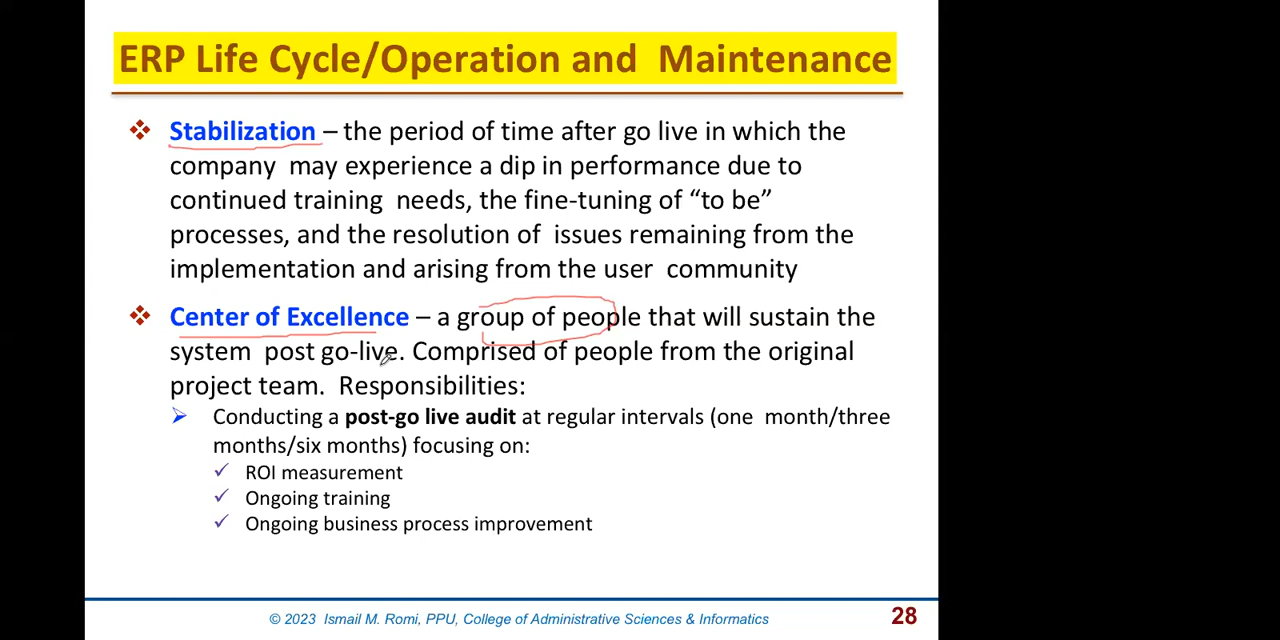 ERP Life Cycle/Operation and Maintenance
Stabilization – the period of time after go live in which the
company may experience a dip in performance due to
continued training needs, the fine-tuning of “to be”
processes, and the resolution of issues remaining from the
implementation and arising from the user community
Center of Excellence – a group of people that will sustain the
system post go-live. Comprised of people from the original
project team. Responsibilities:
Conducting a post-go live audit at regular intervals (one month/three
months/six months) focusing on:
ROI measurement
Ongoing training
Ongoing business process improvement
© 2023 Ismail M. Romi, PPU, College of Administrative Sciences & Informatics
28